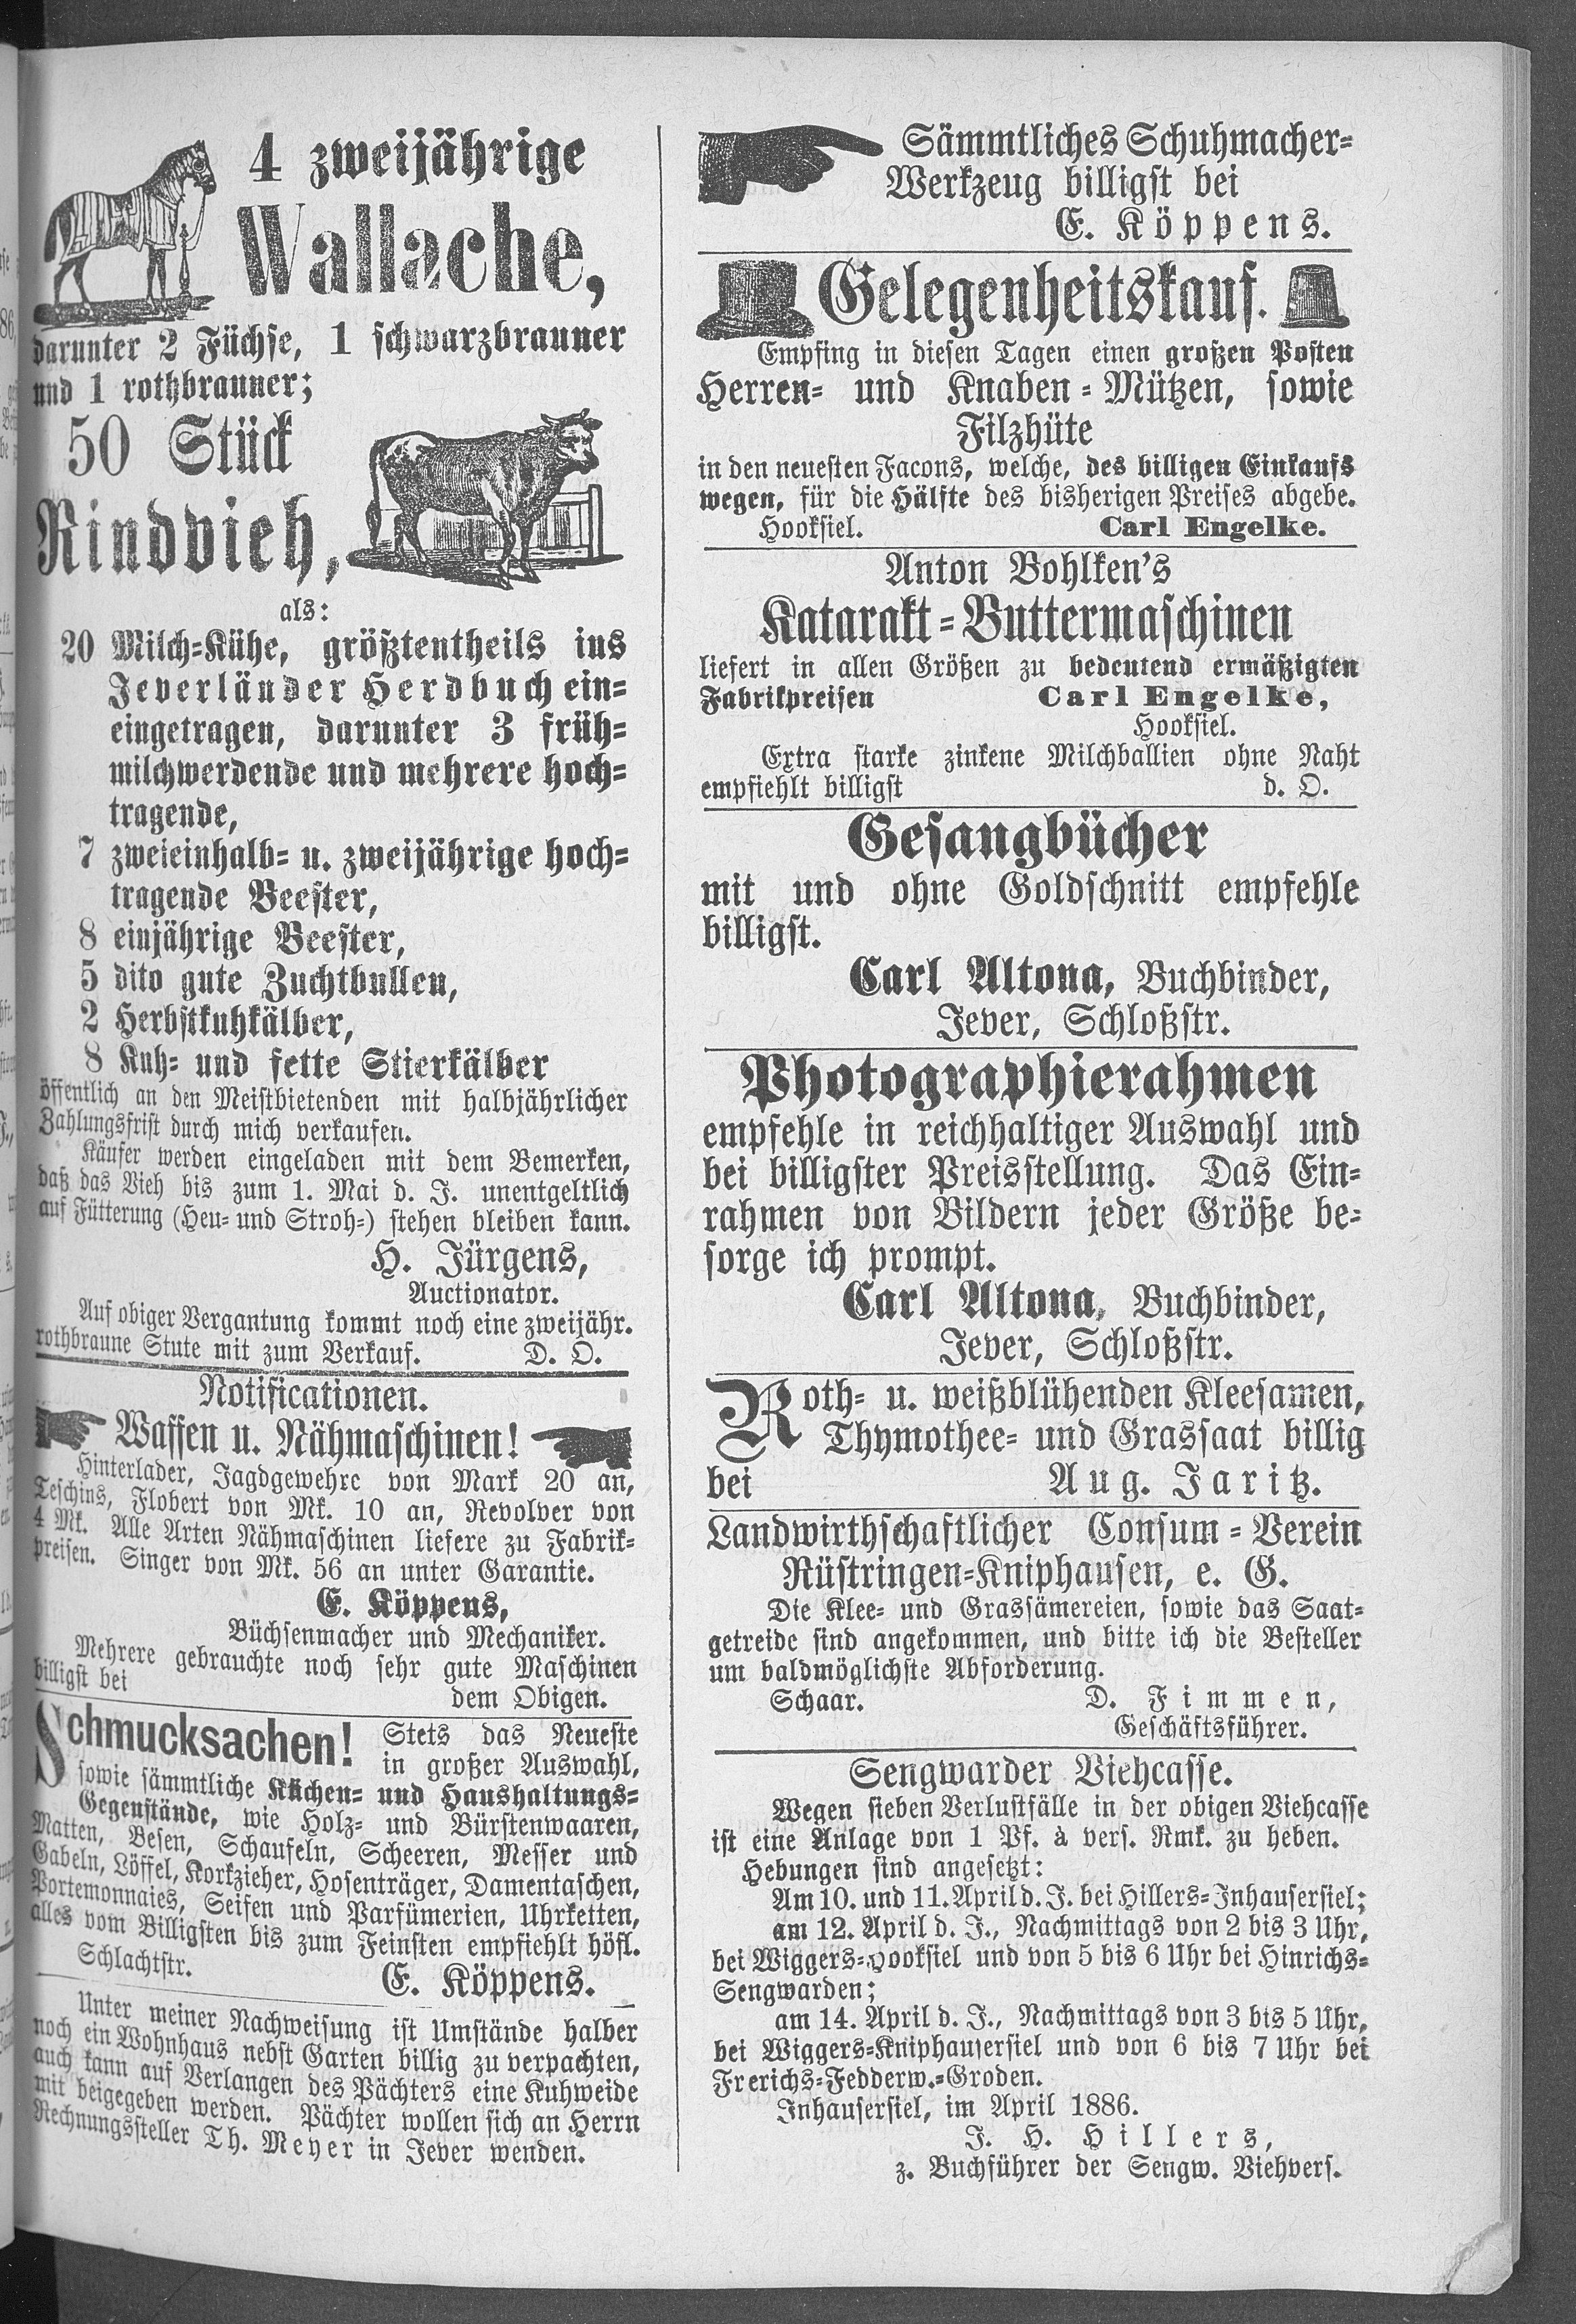 4 zweijährige
Wallache,
darunter 2 Füchse, 1 schwarzbrauner
und 1 rothbrauner;
50 Stück
Rindvieh,
als:
20 Milch-Kühe, größtentheils ins
Jeverländer Herdbuch ein-
eingetragen, darunter 3 früh-
milchwerdende und mehrere hoch-
tragende,
7 zweieinhalb- u. zweijährige hoch-
tragende Beester,
8 einjährige Beester,
5 dito gute Zuchtbullen,
2 Herbstkuhkälber,
8 Kuh- und fette Stierkälber
öffentlich an den Meistbietenden mit halbjährlicher
Zahlungsfrist durch mich verkaufen.
Käufer werden eingeladen mit dem Bemerken,
daß das Vieh bis zum 1. Mai d. J. unentgeltlich
auf Fütterung (Heu- und Stroh-) stehen bleiben kann.
H. Jürgens,
Auctionator.
Auf obiger Vergantung kommt noch eine zweijähr.
rothbraune Stute mit zum Verkauf. D. O.
Notificationen.
Waffen u. Nähmaschinen!
Hinterlader, Jagdgewehre von Mark 20 an,
Teschins, Flobert von Mk. 10 an, Revolver von
4 Mk. Alle Arten Nähmaschinen liefere zu Fabrik-
preisen. Singer von Mk. 56 an unter Garantie.
E. Köppens,
Büchsenmacher und Mechaniker.
Mehrere gebrauchte noch sehr gute Maschinen
billigst bei
dem Obigen.
Schmucksachen! Stets das Neueste
in großer Auswahl,
sowie sämmtliche Küchen- und Haushaltungs-
Gegenstände, wie Holz- und Bürstenwaaren,
Matten, Besen, Schaufeln, Scheeren, Messer und
Gabeln, Löffel, Korkzieher, Hosenträger, Damentaschen,
Portemonnaies, Seifen und Parfümerien, Uhrketten,
alles vom Billigsten bis zum Feinsten empfiehlt höfl.
Schlachtstr. E. Köppens.
Unter meiner Nachweisung ist Umstände halber
noch ein Wohnhaus nebst Garten billig zu verpachten,
auch kann auf Verlangen des Pächters eine Kuhweide
mit beigegeben werden. Pächter wollen sich an Herrn
Rechnungssteller Th. Meyer in Jever wenden.
Sämmtliches Schuhmacher-
Werkzeug billigst bei
E. Köppens.
Gelegenheitskauf.
Empfing in diesen Tagen einen großen Posten
Herren- und Knaben-Mützen, sowie
Filzhüte
in den neuesten Facons, welche, des billigen Einkaufs
wegen, für die Hälfte des bisherigen Preises abgebe.
Hooksiel. Carl Engelke.
Anton Bohlken's
Katarakt-Buttermaschinen
liefert in allen Größen zu bedeutend ermäßigten
Fabrikpreisen Carl Engelke,
Hooksiel.
Extra starke zinkene Milchballien ohne Naht
empfiehlt billigst d. O.
Gesangbücher
mit und ohne Goldschnitt empfehle
billigst.
Carl Altona, Buchbinder,
Jever, Schloßstr.
Photographierahmen
empfehle in reichhaltiger Auswahl und
bei billigster Preisstellung. Das Ein-
rahmen von Bildern jeder Größe be-
sorge ich prompt.
Carl Altona, Buchbinder,
Jever, Schloßstr.
Roth- u. weißblühenden Kleesamen,
Thymothee- und Grassaat billig
bei Aug. Jaritz.
Landwirthschaftlicher Consum-Verein
Rüstringen-Kniphausen, e. G.
Die Klee- und Grassämereien, sowie das Saat-
getreide sind angekommen, und bitte ich die Besteller
um baldmöglichste Abforderung.
Schaar. D. Fimmen,
Geschäftsführer.
Sengwarder Viehcasse.
Wegen sieben Verlustfälle in der obigen Viehcasse
ist eine Anlage von 1 Pf. à vers. Rmk. zu heben.
Hebungen sind angesetzt:
Am 10. und 11. April d. J. bei Hillers-Inhausersiel;
am 12. April d. J., Nachmittags von 2 bis 3 Uhr,
bei Wiggers-Hooksiel und von 5 bis 6 Uhr bei Hinrichs-
Sengwarden;
am 14. April d. J., Nachmittags von 3 bis 5 Uhr,
bei Wiggers-Kniphausersiel und von 6 bis 7 Uhr bei
Frerichs-Fedderw.-Groden.
Inhausersiel, im April 1886.
J. H. Hillers,
z. Buchführer der Sengw. Viehvers.